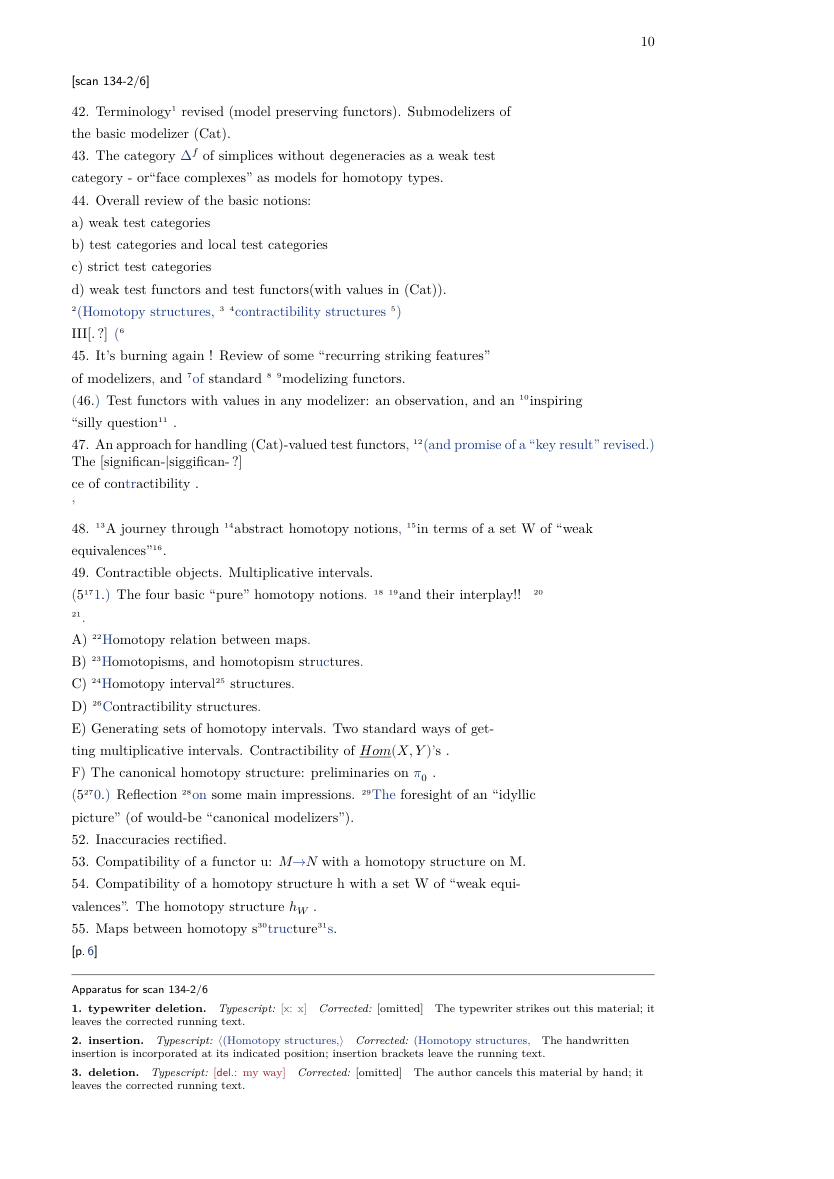 10
[scan 134-2/6]
42. Terminology¹ revised (model preserving functors). Submodelizers of
the basic modelizer (Cat).
43. The category Δᶠ of simplices without degeneracies as a weak test
category - or“face complexes” as models for homotopy types.
44. Overall review of the basic notions:
a) weak test categories
b) test categories and local test categories
c) strict test categories
d) weak test functors and test functors(with values in (Cat)).
²(Homotopy structures, ³ ⁴contractibility structures ⁵)
III[. ?] (⁶
45. It’s burning again ! Review of some “recurring striking features”
of modelizers, and ⁷of standard ⁸ ⁹modelizing functors.
(46.) Test functors with values in any modelizer: an observation, and an ¹⁰inspiring
“silly question¹¹ .
47. An approach for handling (Cat)-valued test functors, ¹²(and promise of a “key result” revised.)
The [significan-|siggifican- ?]
ce of contractibility .
,
48. ¹³A journey through ¹⁴abstract homotopy notions, ¹⁵in terms of a set W of “weak
equivalences”¹⁶.
49. Contractible objects. Multiplicative intervals.
(5¹⁷1.) The four basic “pure” homotopy notions. ¹⁸ ¹⁹and their interplay!! ²⁰
²¹.
A) ²²Homotopy relation between maps.
B) ²³Homotopisms, and homotopism structures.
C) ²⁴Homotopy interval²⁵ structures.
D) ²⁶Contractibility structures.
E) Generating sets of homotopy intervals. Two standard ways of get-
ting multiplicative intervals. Contractibility of Hom(X, Y)’s .
F) The canonical homotopy structure: preliminaries on π₀ .
(5²⁷0.) Reflection ²⁸on some main impressions. ²⁹The foresight of an “idyllic
picture” (of would-be “canonical modelizers”).
52. Inaccuracies rectified.
53. Compatibility of a functor u: M→N with a homotopy structure on M.
54. Compatibility of a homotopy structure h with a set W of “weak equi-
valences”. The homotopy structure h_W .
55. Maps between homotopy s³⁰tructure³¹s.
[p. 6]
Apparatus for scan 134-2/6
1. typewriter deletion. Typescript: [x: x] Corrected: [omitted] The typewriter strikes out this material; it
leaves the corrected running text.
2. insertion. Typescript: ⟨(Homotopy structures,⟩ Corrected: (Homotopy structures, The handwritten
insertion is incorporated at its indicated position; insertion brackets leave the running text.
3. deletion. Typescript: [del.: my way] Corrected: [omitted] The author cancels this material by hand; it
leaves the corrected running text.